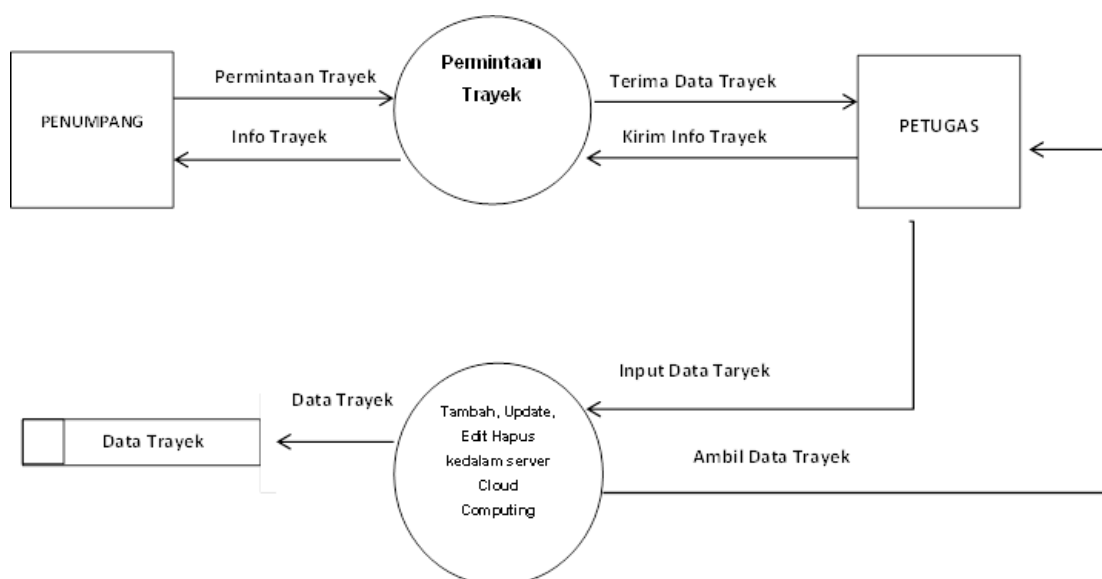 Permintaan
Trayek
Permintaan Trayek
Terima Data Trayek
PENUMPANG
PETUGAS
Info Trayek
Kirim Info Trayek
Input Data Taryek
Data Trayek
Tambah, Update,
Edit Hapus
kedalam server
Cloud
Computing
Data Trayek
Ambil Data Trayek